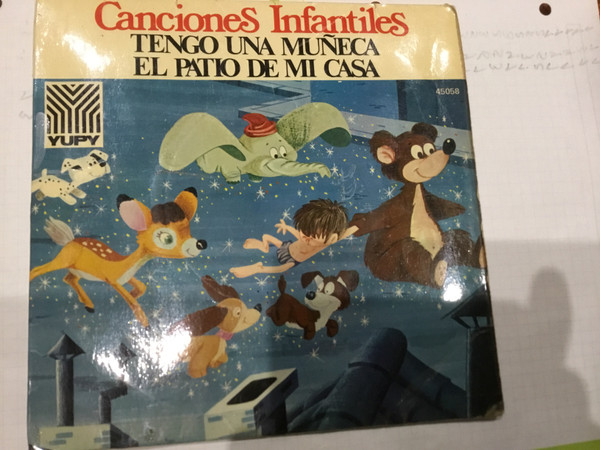 Canciones Infantiles
TENGO UNA MUÑECA
EL PATIO DE MI CASA
45058
YUPY